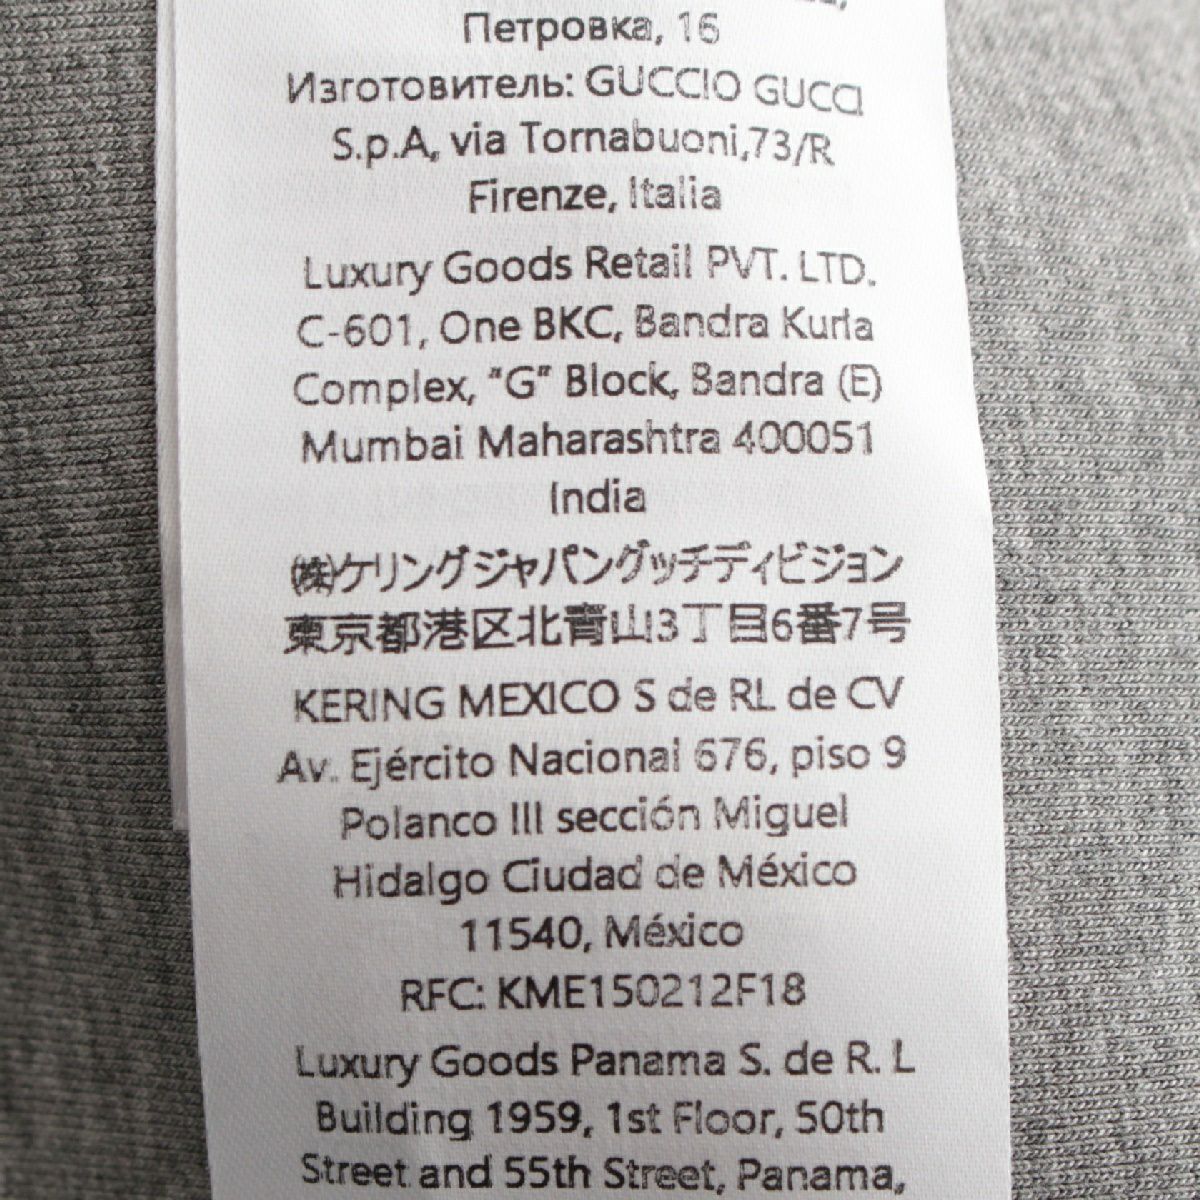 Петровка, 16
Изготовитель: GUCCIO GUCCI
S.p.A, via Tornabuoni,73/R
Firenze, Italia
Luxury Goods Retail PVT. LTD.
C-601, One BKC, Bandra Kurla
Complex, "G" Block, Bandra (E)
Mumbai Maharashtra 400051
India
㈱ケリングジャパングッチディビジョン
東京都港区北青山3丁目6番7号
KERING MEXICO S de RL de CV
Av. Ejército Nacional 676, piso 9
Polanco III sección Miguel
Hidalgo Ciudad de México
11540, México
RFC: KME150212F18
Luxury Goods Panama S. de R. L
Building 1959, 1st Floor, 50th
Street and 55th Street, Panama,